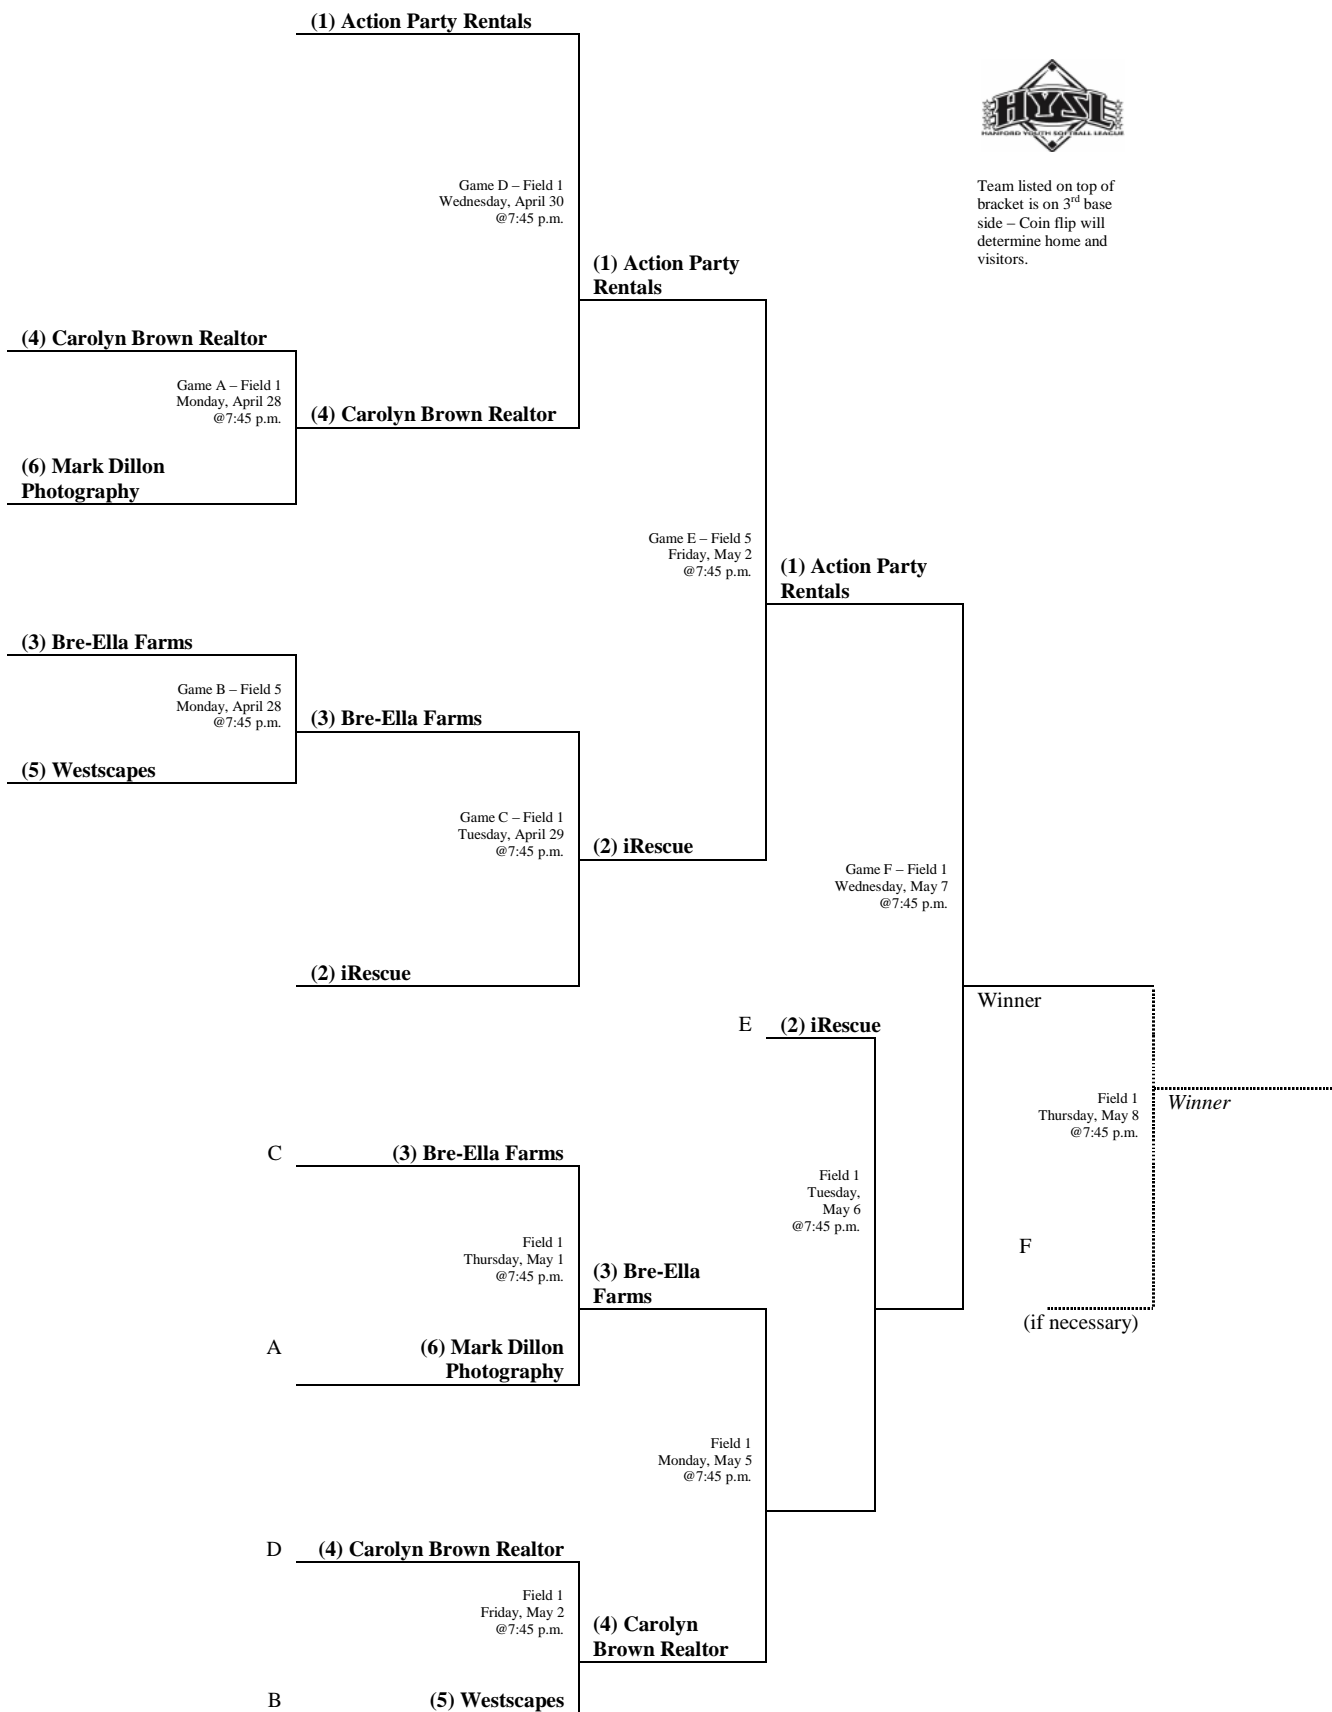 (1) Action Party Rentals
HYSL
HANFORD YOUTH SOFTBALL LEAGUE
Team listed on top of
bracket is on 3rd base
side – Coin flip will
determine home and
visitors.
Game D – Field 1
Wednesday, April 30
@7:45 p.m.
(1) Action Party
Rentals
(4) Carolyn Brown Realtor
Game A – Field 1
Monday, April 28
@7:45 p.m.
(4) Carolyn Brown Realtor
(6) Mark Dillon
Photography
Game E – Field 5
Friday, May 2
@7:45 p.m.
(1) Action Party
Rentals
(3) Bre-Ella Farms
Game B – Field 5
Monday, April 28
@7:45 p.m.
(3) Bre-Ella Farms
(5) Westscapes
Game C – Field 1
Tuesday, April 29
@7:45 p.m.
(2) iRescue
Game F – Field 1
Wednesday, May 7
@7:45 p.m.
(2) iRescue
Winner
E (2) iRescue
Field 1
Thursday, May 8
@7:45 p.m.
Winner
C (3) Bre-Ella Farms
Field 1
Tuesday,
May 6
@7:45 p.m.
Field 1
Thursday, May 1
@7:45 p.m.
F
(3) Bre-Ella
Farms
(if necessary)
A (6) Mark Dillon
Photography
Field 1
Monday, May 5
@7:45 p.m.
D (4) Carolyn Brown Realtor
Field 1
Friday, May 2
@7:45 p.m.
(4) Carolyn
Brown Realtor
B (5) Westscapes